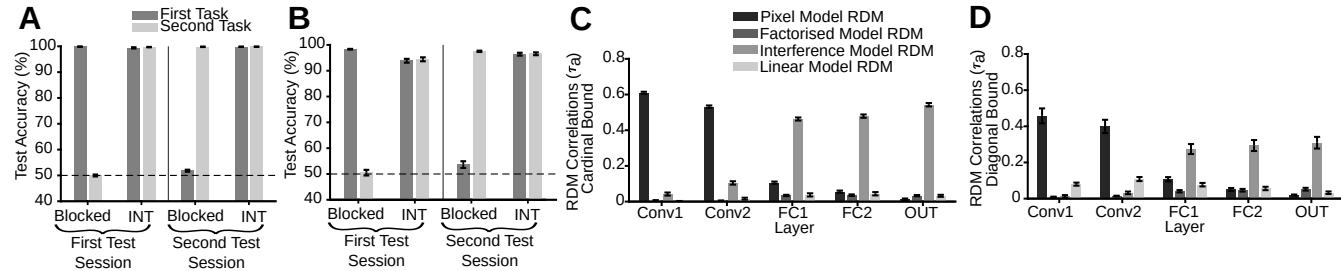 A
First Task
Second Task
Test Accuracy (%)
100
90
80
70
60
50
40
Blocked INT Blocked INT
First Test Session
Second Test Session
B
Test Accuracy (%)
100
90
80
70
60
50
40
Blocked INT Blocked INT
First Test Session
Second Test Session
C
Pixel Model RDM
Factorised Model RDM
Interference Model RDM
Linear Model RDM
RDM Correlations (τa)
Cardinal Bound
0.8
0.6
0.4
0.2
0
Conv1 Conv2 FC1 FC2 OUT
Layer
D
RDM Correlations (τa)
Diagonal Bound
0.8
0.6
0.4
0.2
0
Conv1 Conv2 FC1 FC2 OUT
Layer